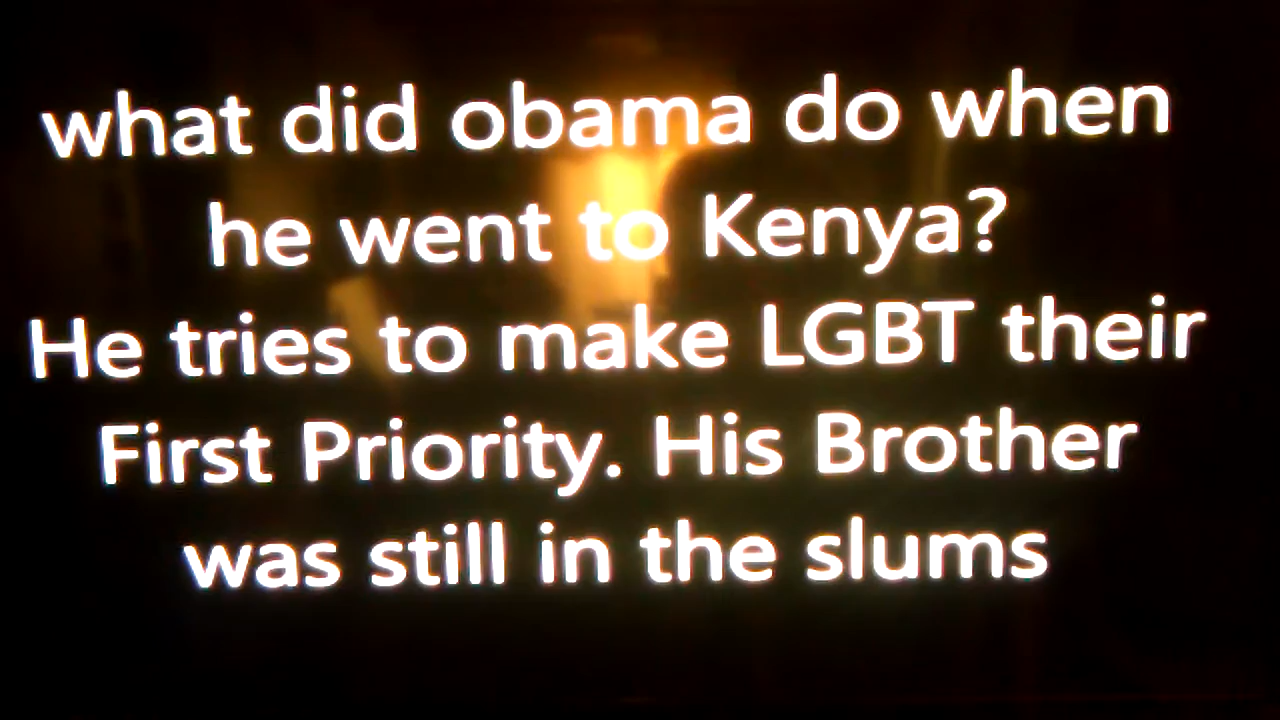 what did obama do when
he went to Kenya?
He tries to make LGBT their
First Priority. His Brother
was still in the slums